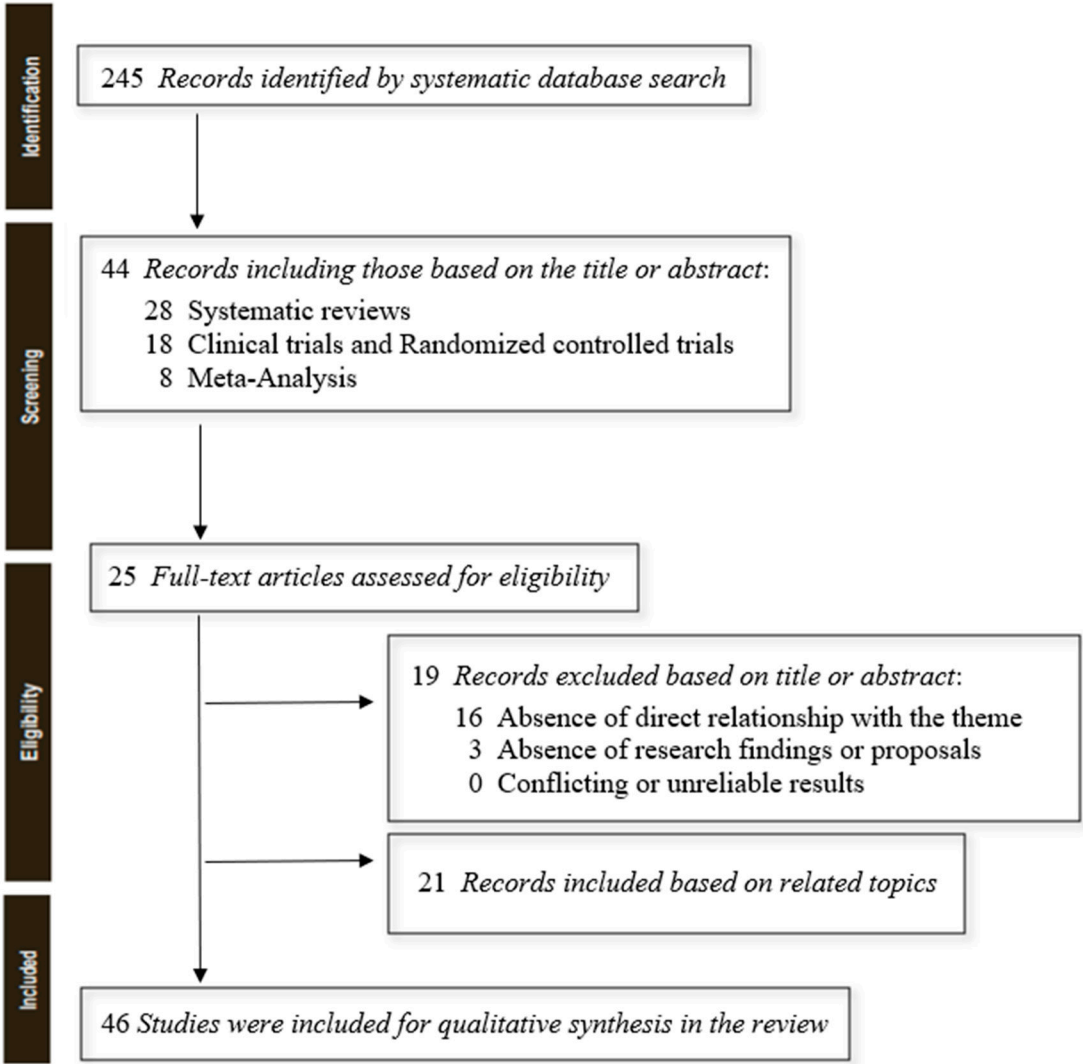 Identification
245 Records identified by systematic database search
Screening
44 Records including those based on the title or abstract:
28 Systematic reviews
18 Clinical trials and Randomized controlled trials
8 Meta-Analysis
Eligibility
25 Full-text articles assessed for eligibility
19 Records excluded based on title or abstract:
16 Absence of direct relationship with the theme
3 Absence of research findings or proposals
0 Conflicting or unreliable results
21 Records included based on related topics
Included
46 Studies were included for qualitative synthesis in the review